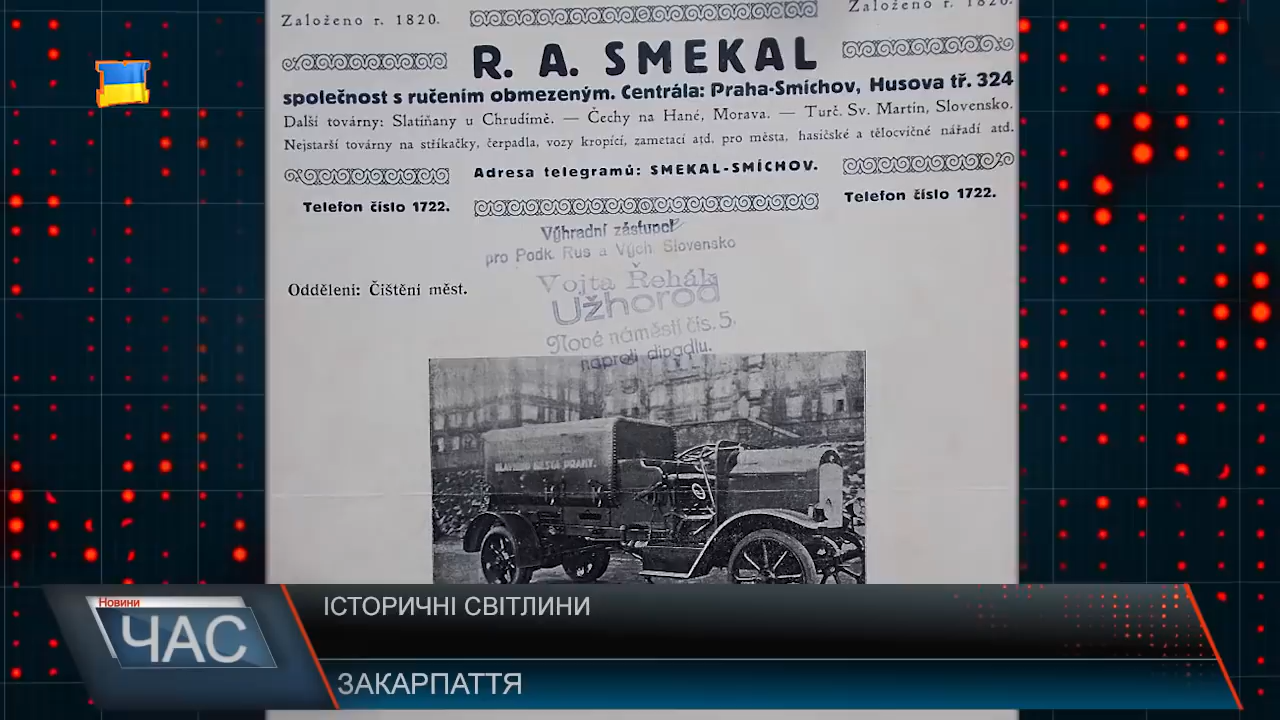 Založeno r. 1820.
Založeno r. 1820.
R. A. SMEKAL
společnost s ručením obmezeným. Centrála: Praha-Smíchov, Husova tř. 324
Další továrny: Slatiňany u Chrudimě. — Čechy na Hané, Morava. — Turč. Sv. Martin, Slovensko.
Nejstarší továrny na stříkačky, čerpadla, vozy kropící, zametací atd. pro města, hasičské a tělocvičné nářadí atd.
Adresa telegramů: SMEKAL-SMÍCHOV.
Telefon číslo 1722.
Telefon číslo 1722.
Výhradní zástupce
pro Podk. Rus a Vých. Slovensko
Vojta Řehák
Užhorod
Nové náměstí čís. 5.
naproti divadlu.
Oddělení: Čištění měst.
PRAHY.
ІСТОРИЧНІ СВІТЛИНИ
Новини
ЧАС
ЗАКАРПАТТЯ